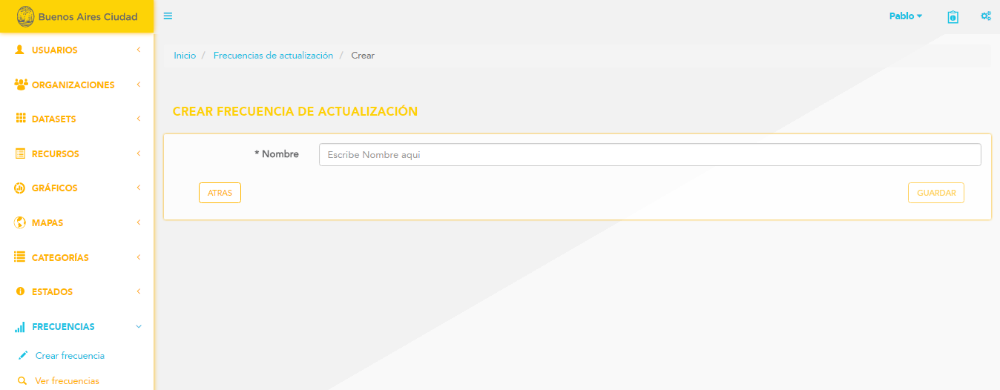 Buenos Aires Ciudad
Pablo
USUARIOS
ORGANIZACIONES
DATASETS
RECURSOS
GRÁFICOS
MAPAS
CATEGORÍAS
ESTADOS
FRECUENCIAS
Crear frecuencia
Ver frecuencias
Inicio / Frecuencias de actualización / Crear
CREAR FRECUENCIA DE ACTUALIZACIÓN
* Nombre Escribe Nombre aqui
ATRAS GUARDAR